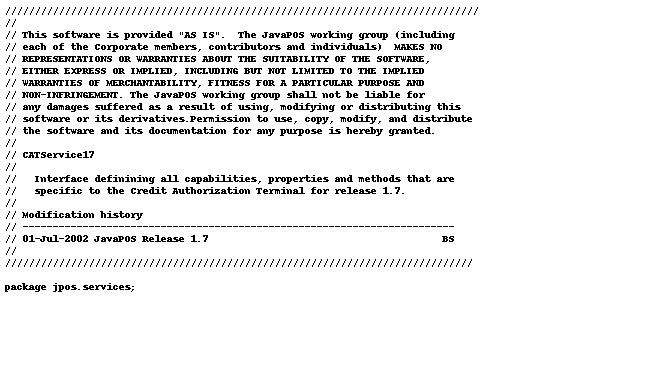 ///////////////////////////////////////////////////////////////////////////////
//
// This software is provided "AS IS".  The JavaPOS working group (including
// each of the Corporate members, contributors and individuals)  MAKES NO
// REPRESENTATIONS OR WARRANTIES ABOUT THE SUITABILITY OF THE SOFTWARE,
// EITHER EXPRESS OR IMPLIED, INCLUDING BUT NOT LIMITED TO THE IMPLIED
// WARRANTIES OF MERCHANTABILITY, FITNESS FOR A PARTICULAR PURPOSE AND
// NON-INFRINGEMENT. The JavaPOS working group shall not be liable for
// any damages suffered as a result of using, modifying or distributing this
// software or its derivatives.Permission to use, copy, modify, and distribute
// the software and its documentation for any purpose is hereby granted.
//
// CATService17
//
//   Interface definining all capabilities, properties and methods that are
//   specific to the Credit Authorization Terminal for release 1.7.
//
// Modification history
// ------------------------------------------------------------------------
// 01-Jul-2002 JavaPOS Release 1.7                                       BS
//
//////////////////////////////////////////////////////////////////////////////
package jpos.services;